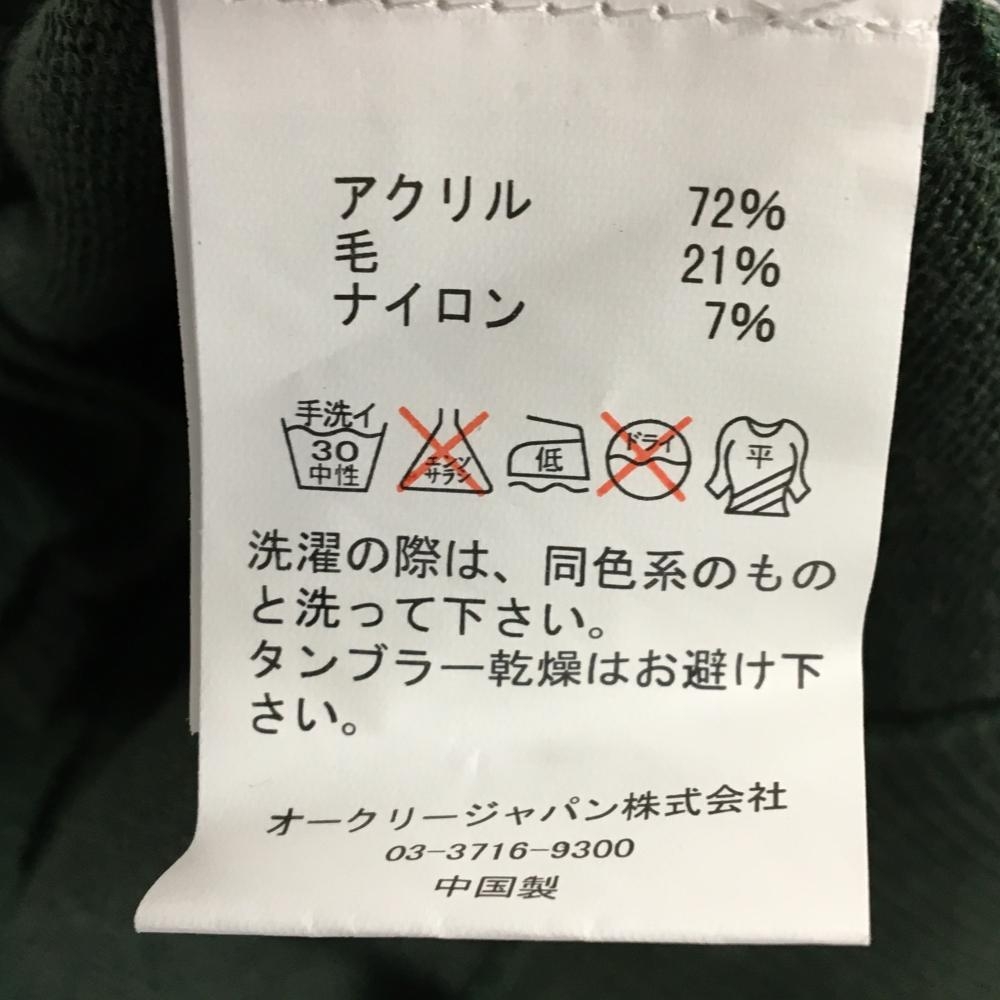 アクリル 72%
毛 21%
ナイロン 7%
手洗イ
30
中性
エンソ
サラシ
低
ドライ
平
洗濯の際は、同色系のもの
と洗って下さい。
タンブラー乾燥はお避け下
さい。
オークリージャパン株式会社
03-3716-9300
中国製